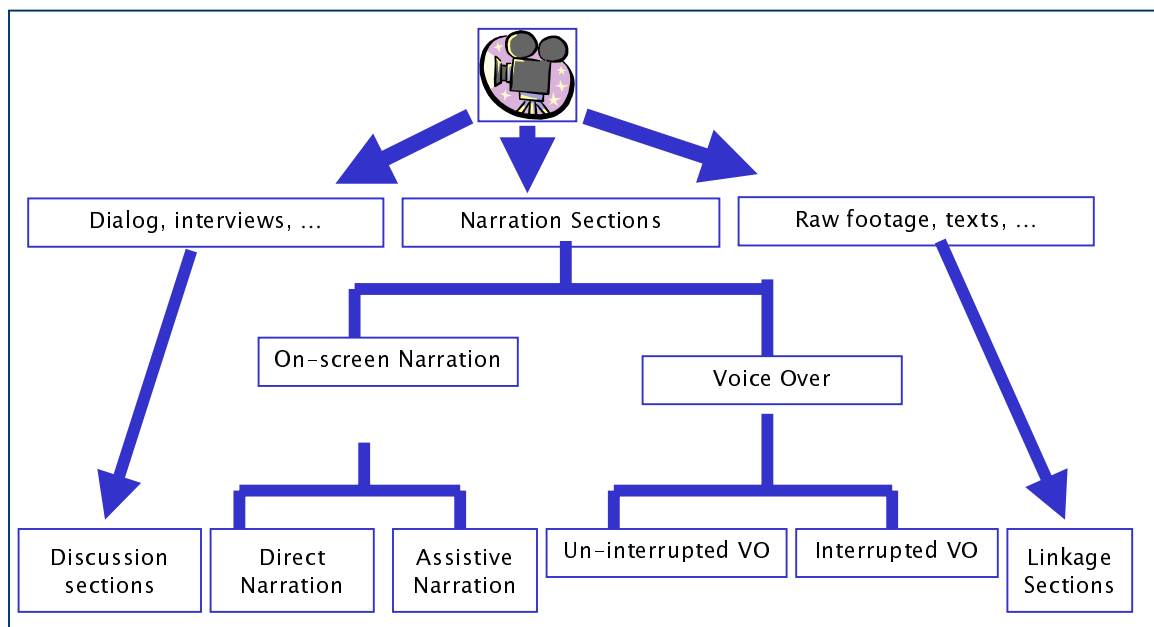 Dialog, interviews, …
Narration Sections
Raw footage, texts, …
On-screen Narration
Voice Over
Discussion
sections
Direct
Narration
Assistive
Narration
Un-interrupted VO
Interrupted VO
Linkage
Sections